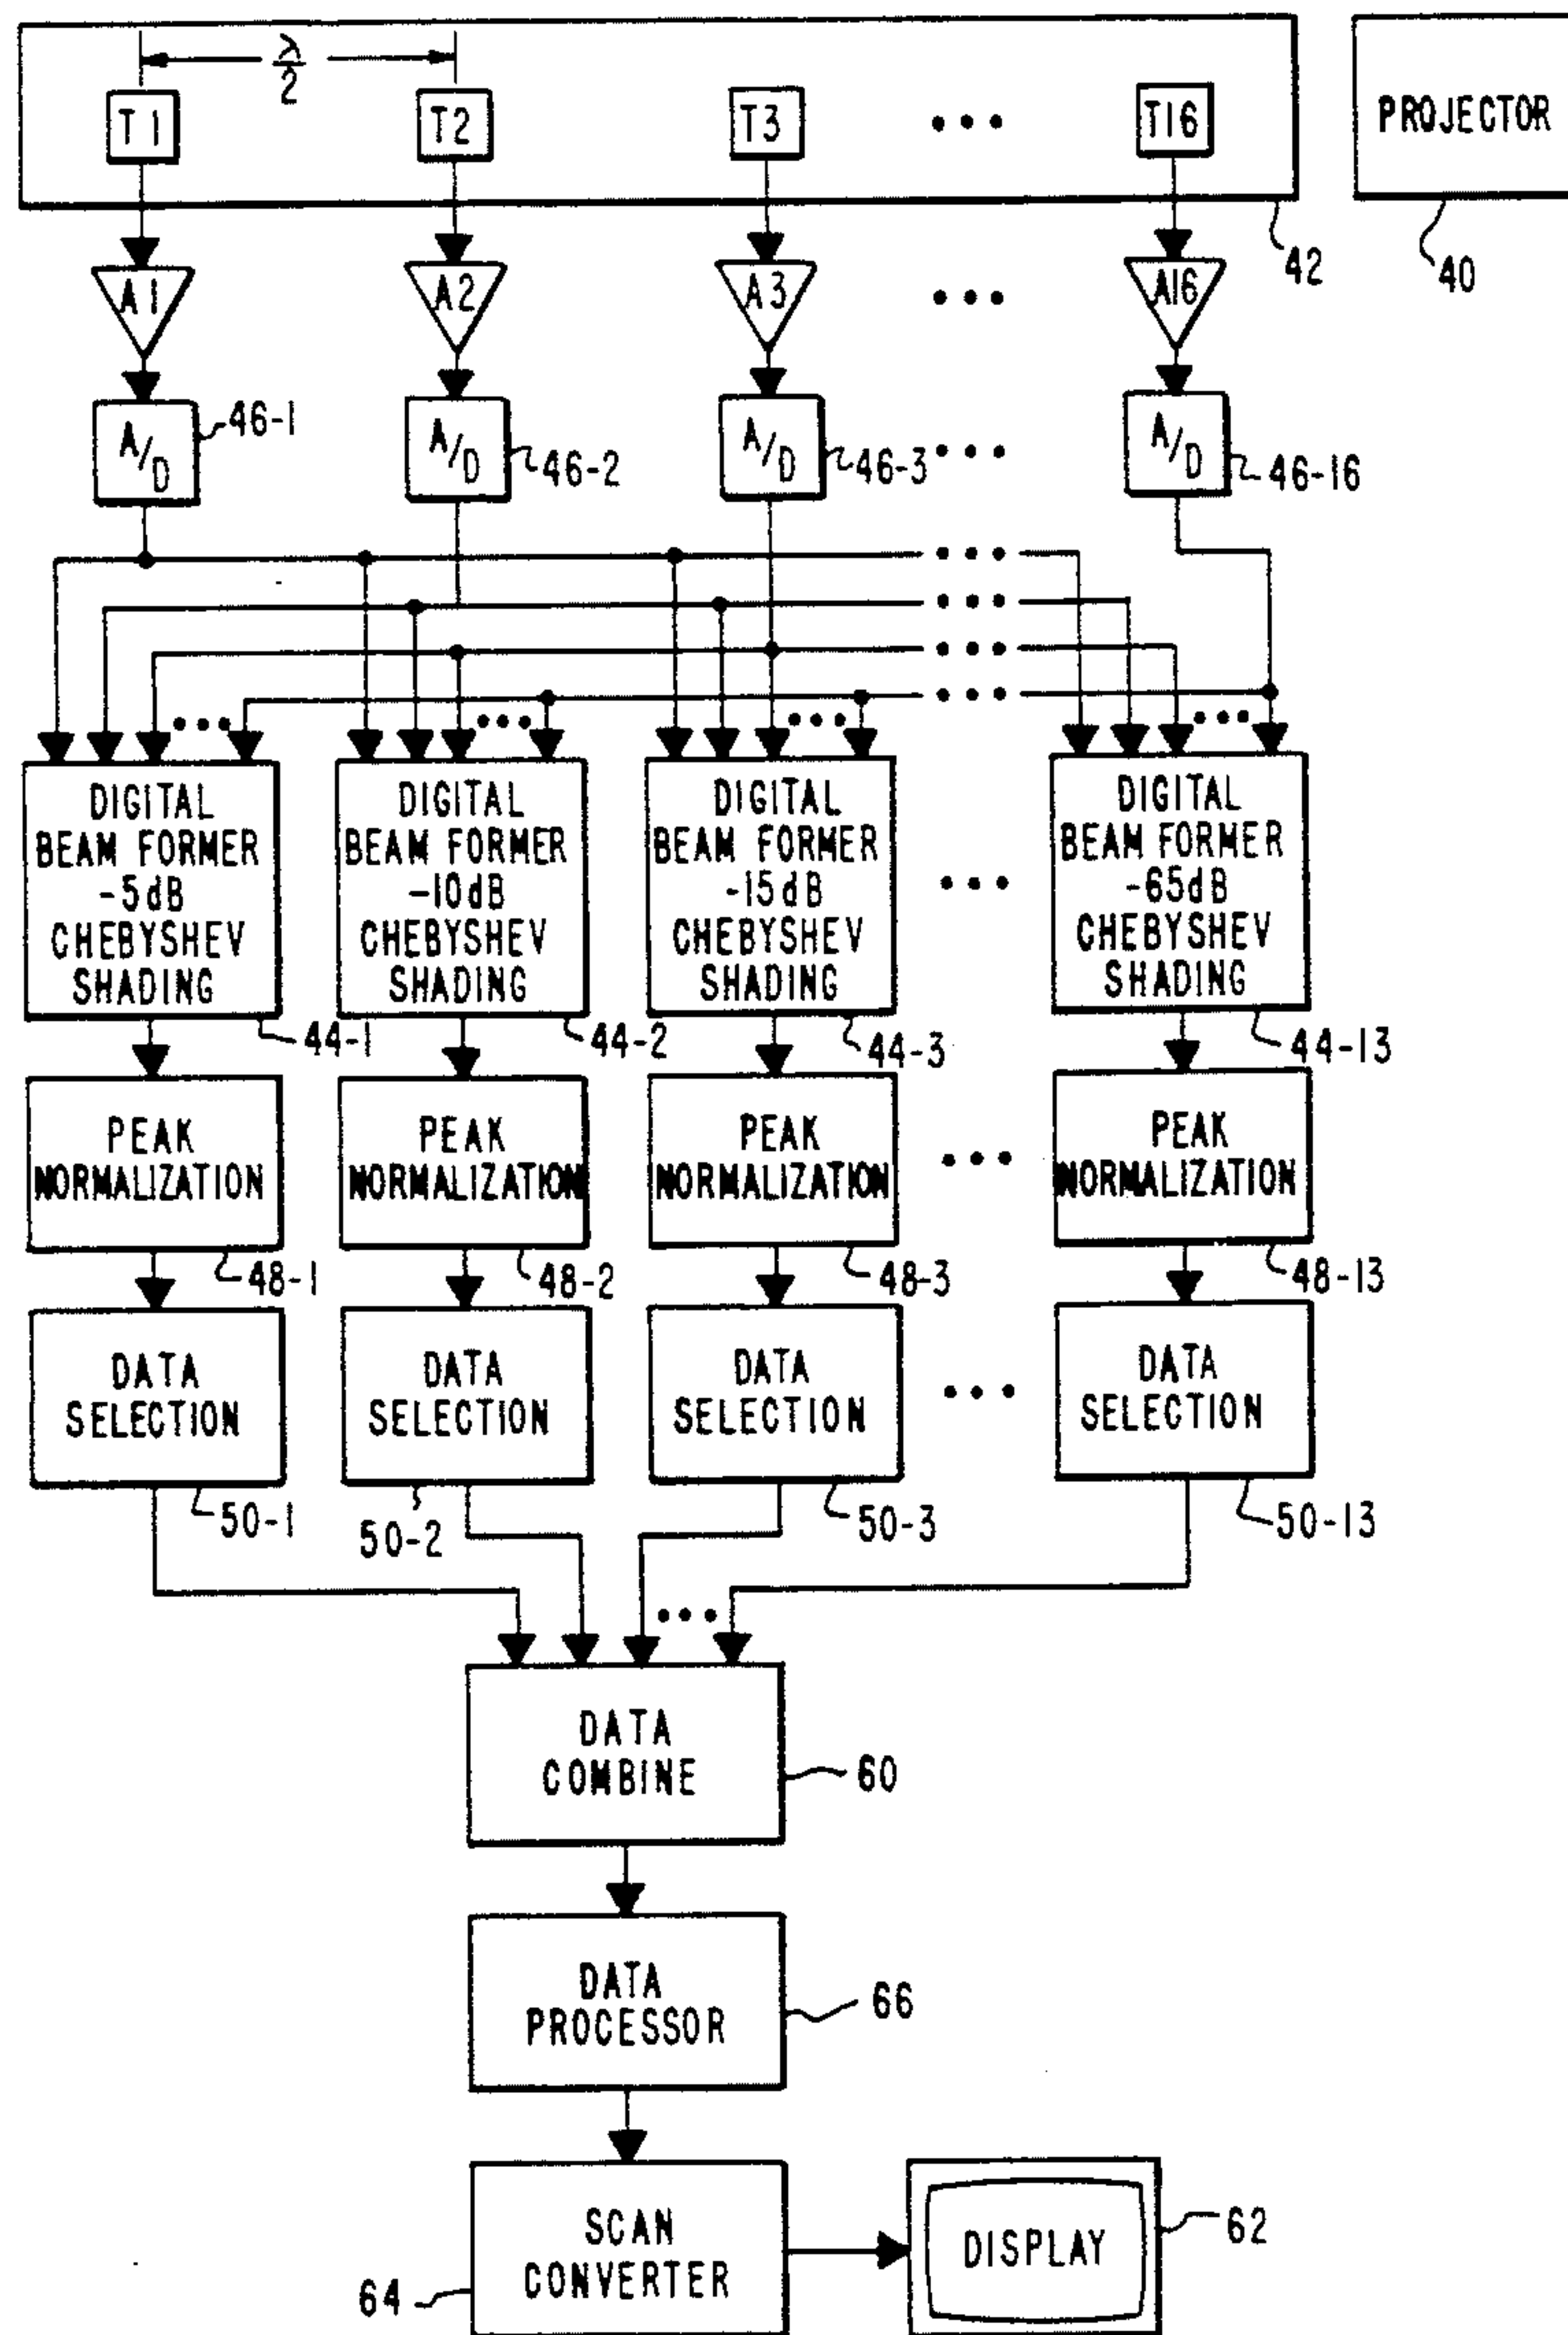 λ/2
T1
T2
T3
•••
T16
PROJECTOR
42
40
A1
A2
A3
•••
A16
A/D
46-1
A/D
46-2
A/D
46-3
•••
A/D
46-16
•••
•••
•••
•••
•••
•••
•••
•••
DIGITAL
BEAM FORMER
-5dB
CHEBYSHEV
SHADING
44-1
DIGITAL
BEAM FORMER
-10dB
CHEBYSHEV
SHADING
44-2
DIGITAL
BEAM FORMER
-15dB
CHEBYSHEV
SHADING
44-3
•••
DIGITAL
BEAM FORMER
-65dB
CHEBYSHEV
SHADING
44-13
PEAK
NORMALIZATION
48-1
PEAK
NORMALIZATION
48-2
PEAK
NORMALIZATION
48-3
•••
PEAK
NORMALIZATION
48-13
DATA
SELECTION
50-1
DATA
SELECTION
50-2
DATA
SELECTION
50-3
•••
DATA
SELECTION
50-13
•••
DATA
COMBINE
60
DATA
PROCESSOR
66
SCAN
CONVERTER
64
DISPLAY
62